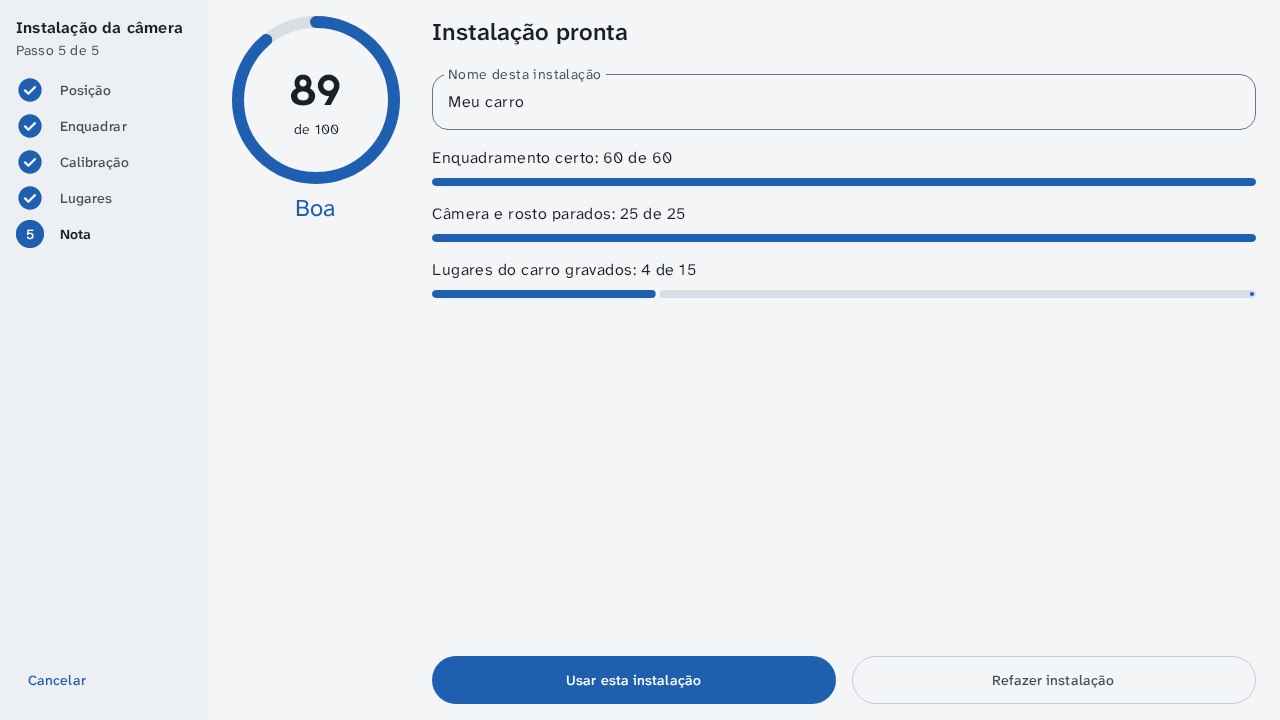 Instalação da câmera
Passo 5 de 5
Posição
Enquadrar
Calibração
Lugares
5 Nota
Cancelar
89
de 100
Boa
Instalação pronta
Nome desta instalação
Meu carro
Enquadramento certo: 60 de 60
Câmera e rosto parados: 25 de 25
Lugares do carro gravados: 4 de 15
Usar esta instalação
Refazer instalação